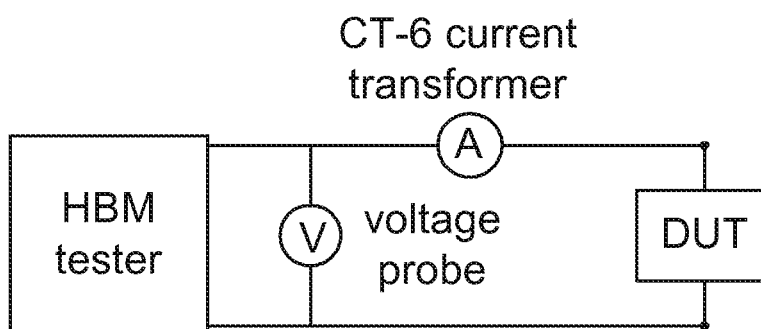 CT-6 current
transformer
A
HBM
tester
V
voltage
probe
DUT